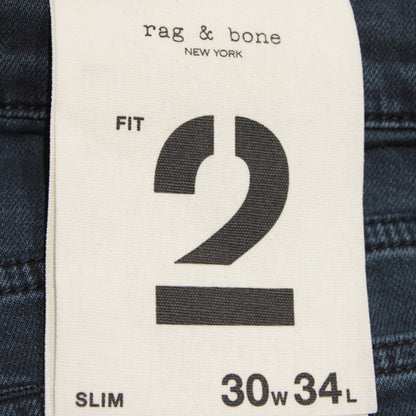 rag & bone
NEW YORK
FIT
2
SLIM 30W 34L